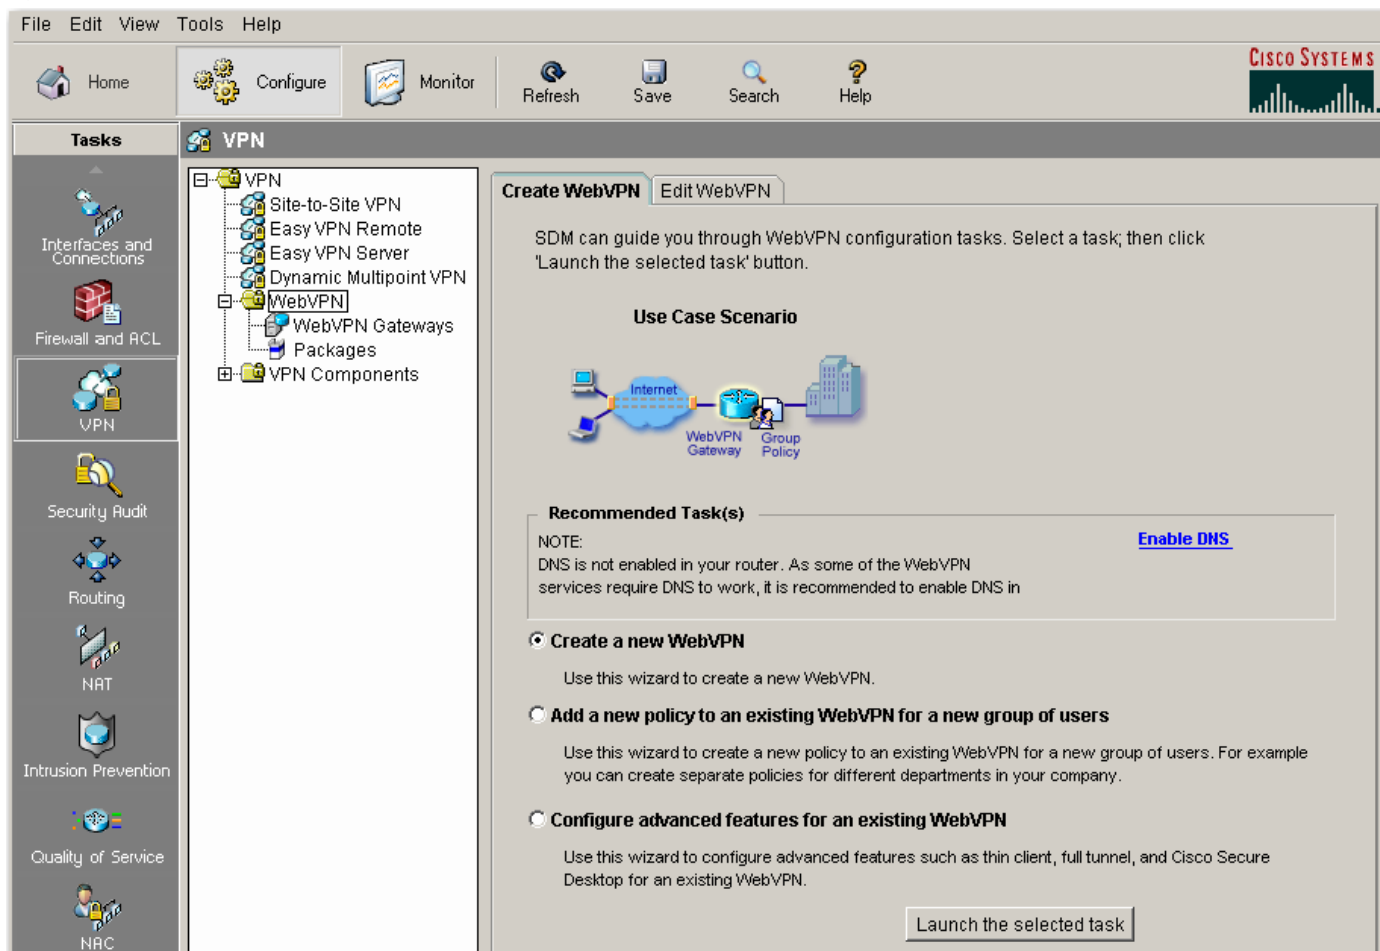 File Edit View Tools Help
Home Configure Monitor Refresh Save Search Help
CISCO SYSTEMS
Tasks
VPN
Interfaces and
Connections
Firewall and ACL
VPN
Security Audit
Routing
NAT
Intrusion Prevention
Quality of Service
NAC
VPN
Site-to-Site VPN
Easy VPN Remote
Easy VPN Server
Dynamic Multipoint VPN
WebVPN
WebVPN Gateways
Packages
VPN Components
Create WebVPN Edit WebVPN
SDM can guide you through WebVPN configuration tasks. Select a task; then click
'Launch the selected task' button.
Use Case Scenario
Internet
WebVPN
Gateway
Group
Policy
Recommended Task(s)
NOTE:
Enable DNS
DNS is not enabled in your router. As some of the WebVPN
services require DNS to work, it is recommended to enable DNS in
Create a new WebVPN
Use this wizard to create a new WebVPN.
Add a new policy to an existing WebVPN for a new group of users
Use this wizard to create a new policy to an existing WebVPN for a new group of users. For example
you can create separate policies for different departments in your company.
Configure advanced features for an existing WebVPN
Use this wizard to configure advanced features such as thin client, full tunnel, and Cisco Secure
Desktop for an existing WebVPN.
Launch the selected task